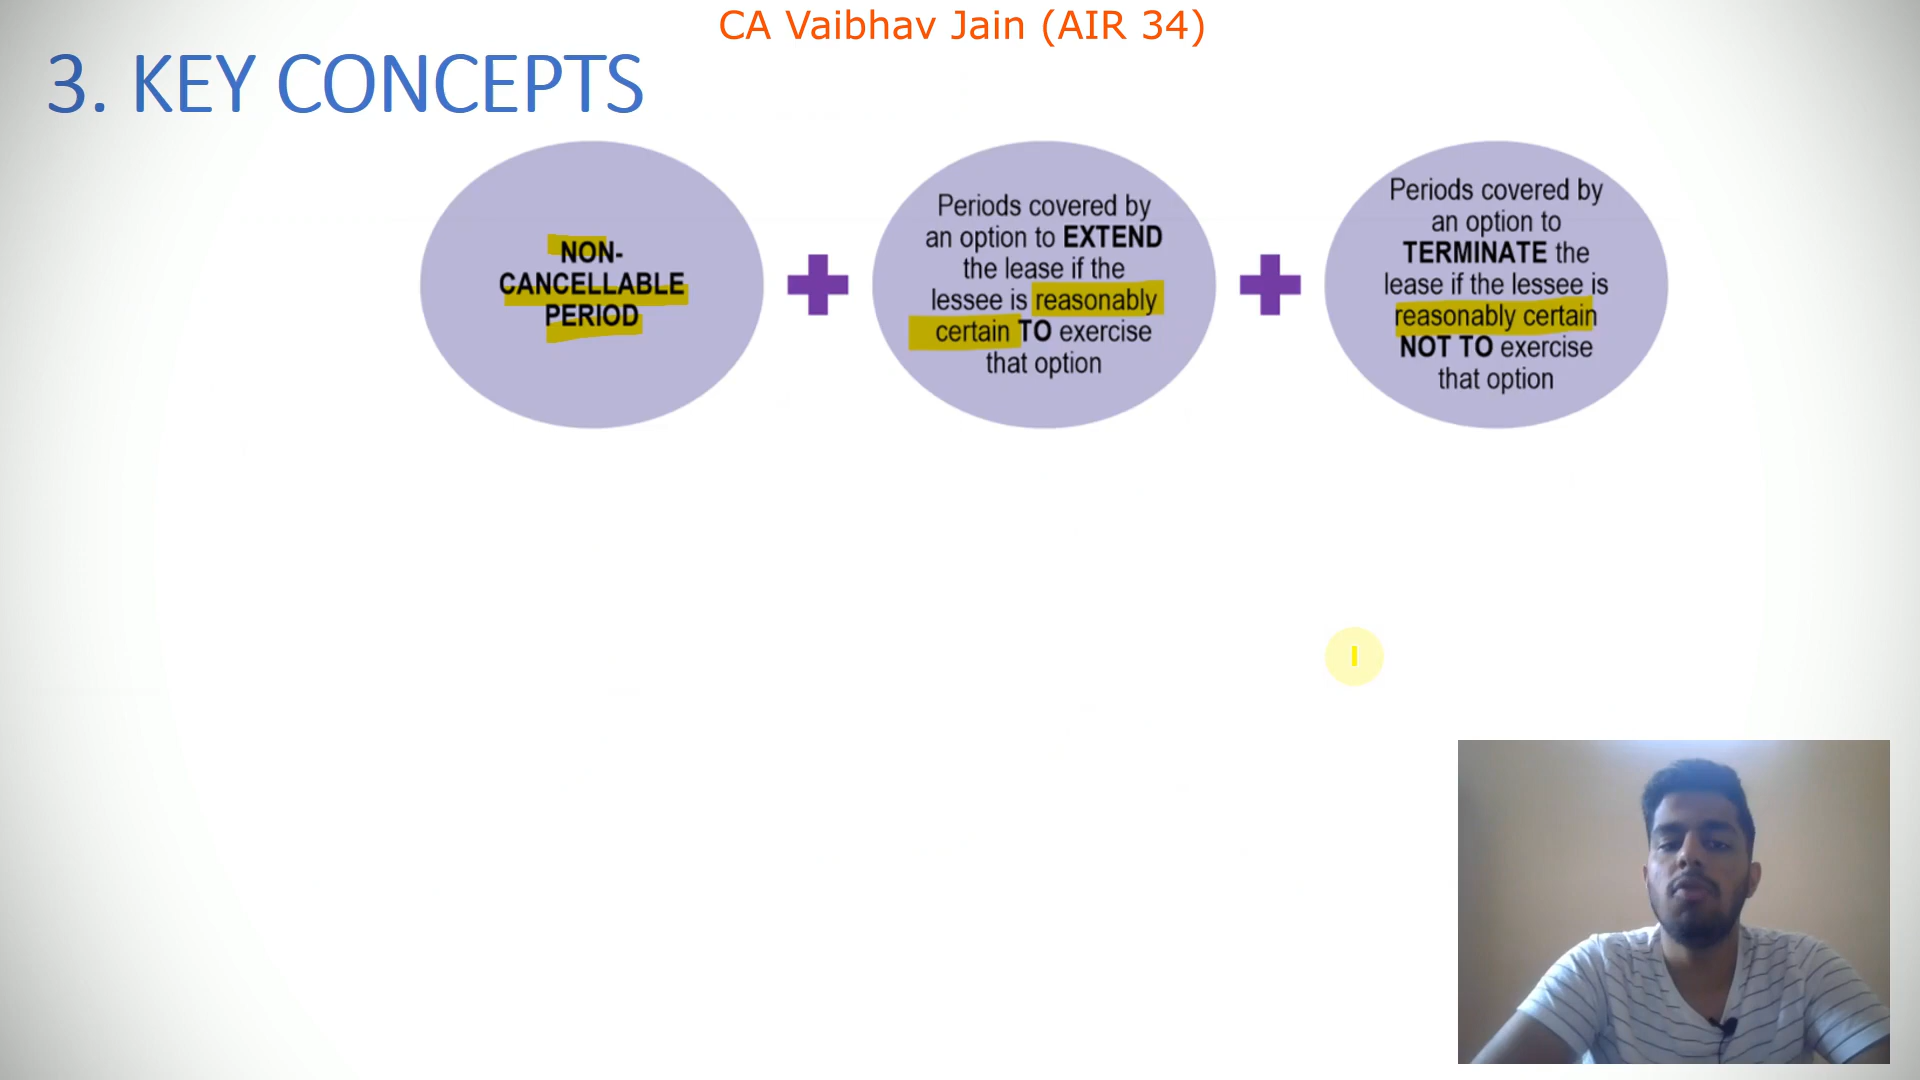 CA Vaibhav Jain (AIR 34)
3. KEY CONCEPTS
NON-
CANCELLABLE
PERIOD
Periods covered by
an option to EXTEND
the lease if the
lessee is reasonably
certain TO exercise
that option
Periods covered by
an option to
TERMINATE the
lease if the lessee is
reasonably certain
NOT TO exercise
that option